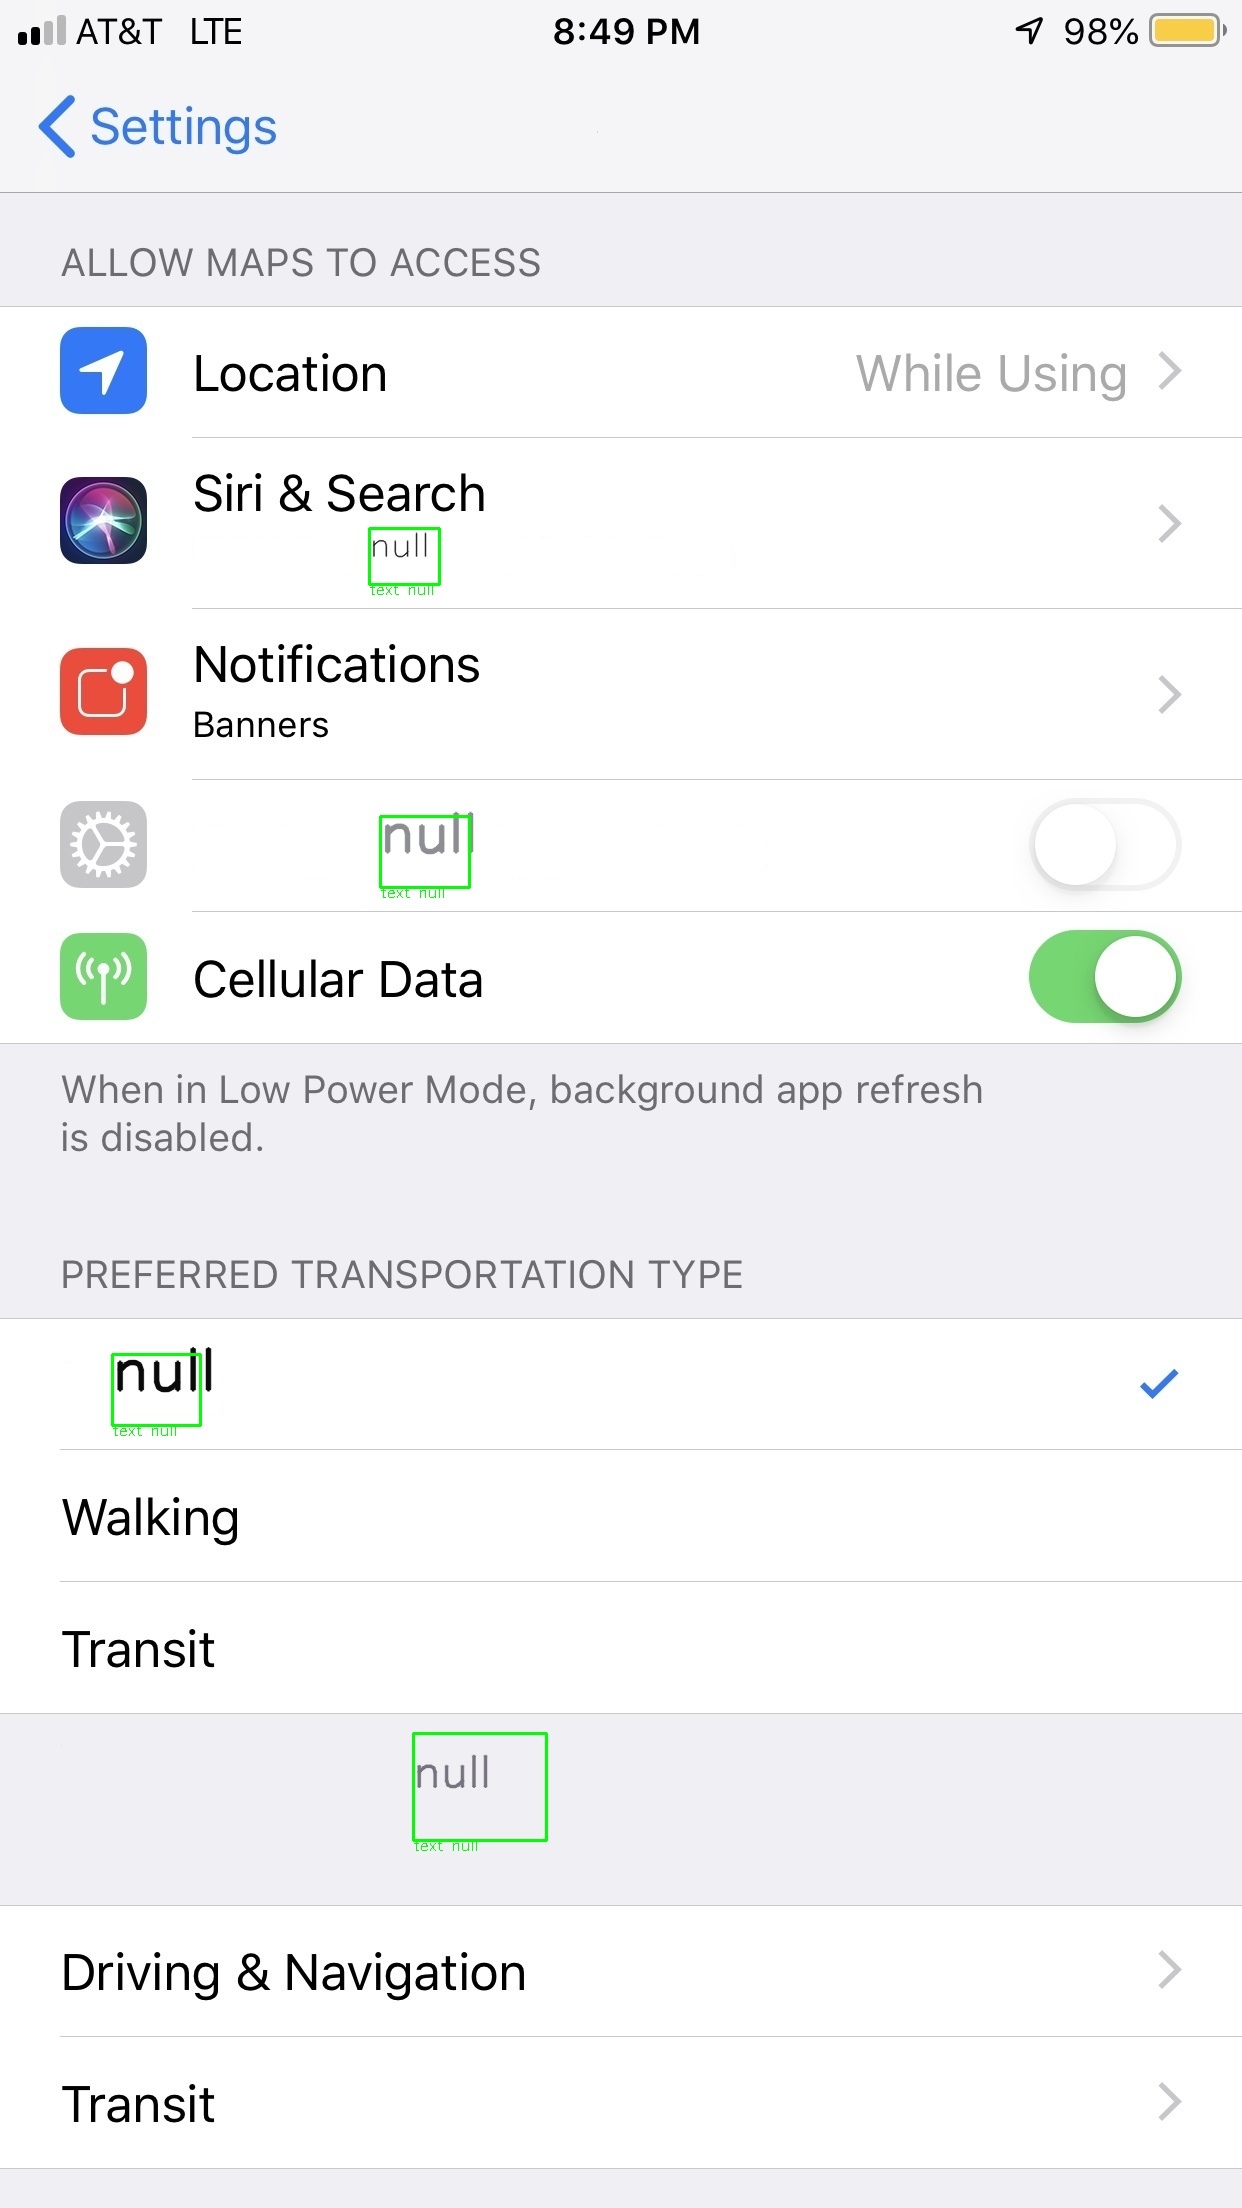 AT&T LTE 8:49 PM 98%
Settings
ALLOW MAPS TO ACCESS
Location While Using
Siri & Search
null
text null
Notifications
Banners
null
text null
Cellular Data
When in Low Power Mode, background app refresh
is disabled.
PREFERRED TRANSPORTATION TYPE
null
text null
Walking
Transit
null
text null
Driving & Navigation
Transit